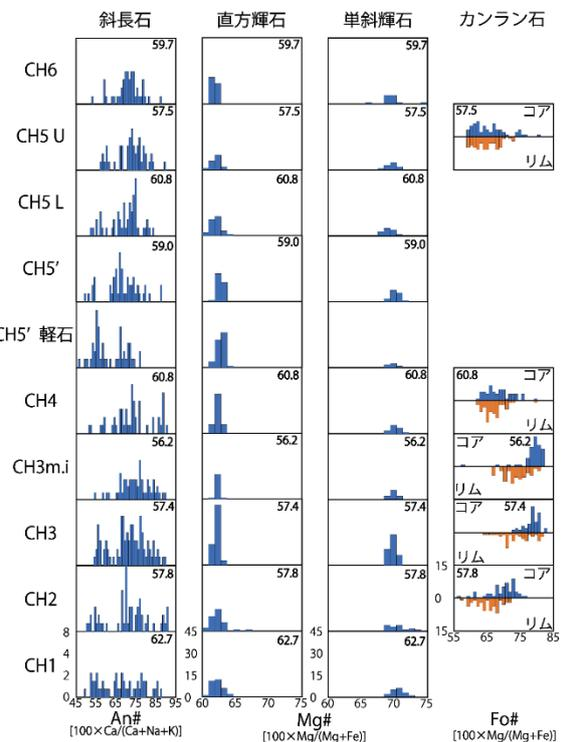 斜長石 直方輝石 単斜輝石 カンラン石
CH6 59.7 59.7 59.7
CH5 U 57.5 57.5 57.5 57.5 コア
リム
CH5 L 60.8 60.8 60.8
CH5' 59.0 59.0 59.0
CH5' 軽石
CH4 60.8 60.8 60.8 60.8 コア
リム
CH3m.i 56.2 56.2 56.2 コア 56.2
リム
CH3 57.4 57.4 57.4 コア 57.4
リム
CH2 57.8 57.8 57.8 15 57.8 コア
0
リム
15
55 65 75 85
CH1 62.7 62.7 62.7
8 45 45
6 30 30
4 15 15
2
0 0 0
45 55 65 75 85 95 60 65 70 75 60 65 70 75
An# Mg# Fo#
[100×Ca/(Ca+Na+K)] [100×Mg/(Mg+Fe)] [100×Mg/(Mg+Fe)]